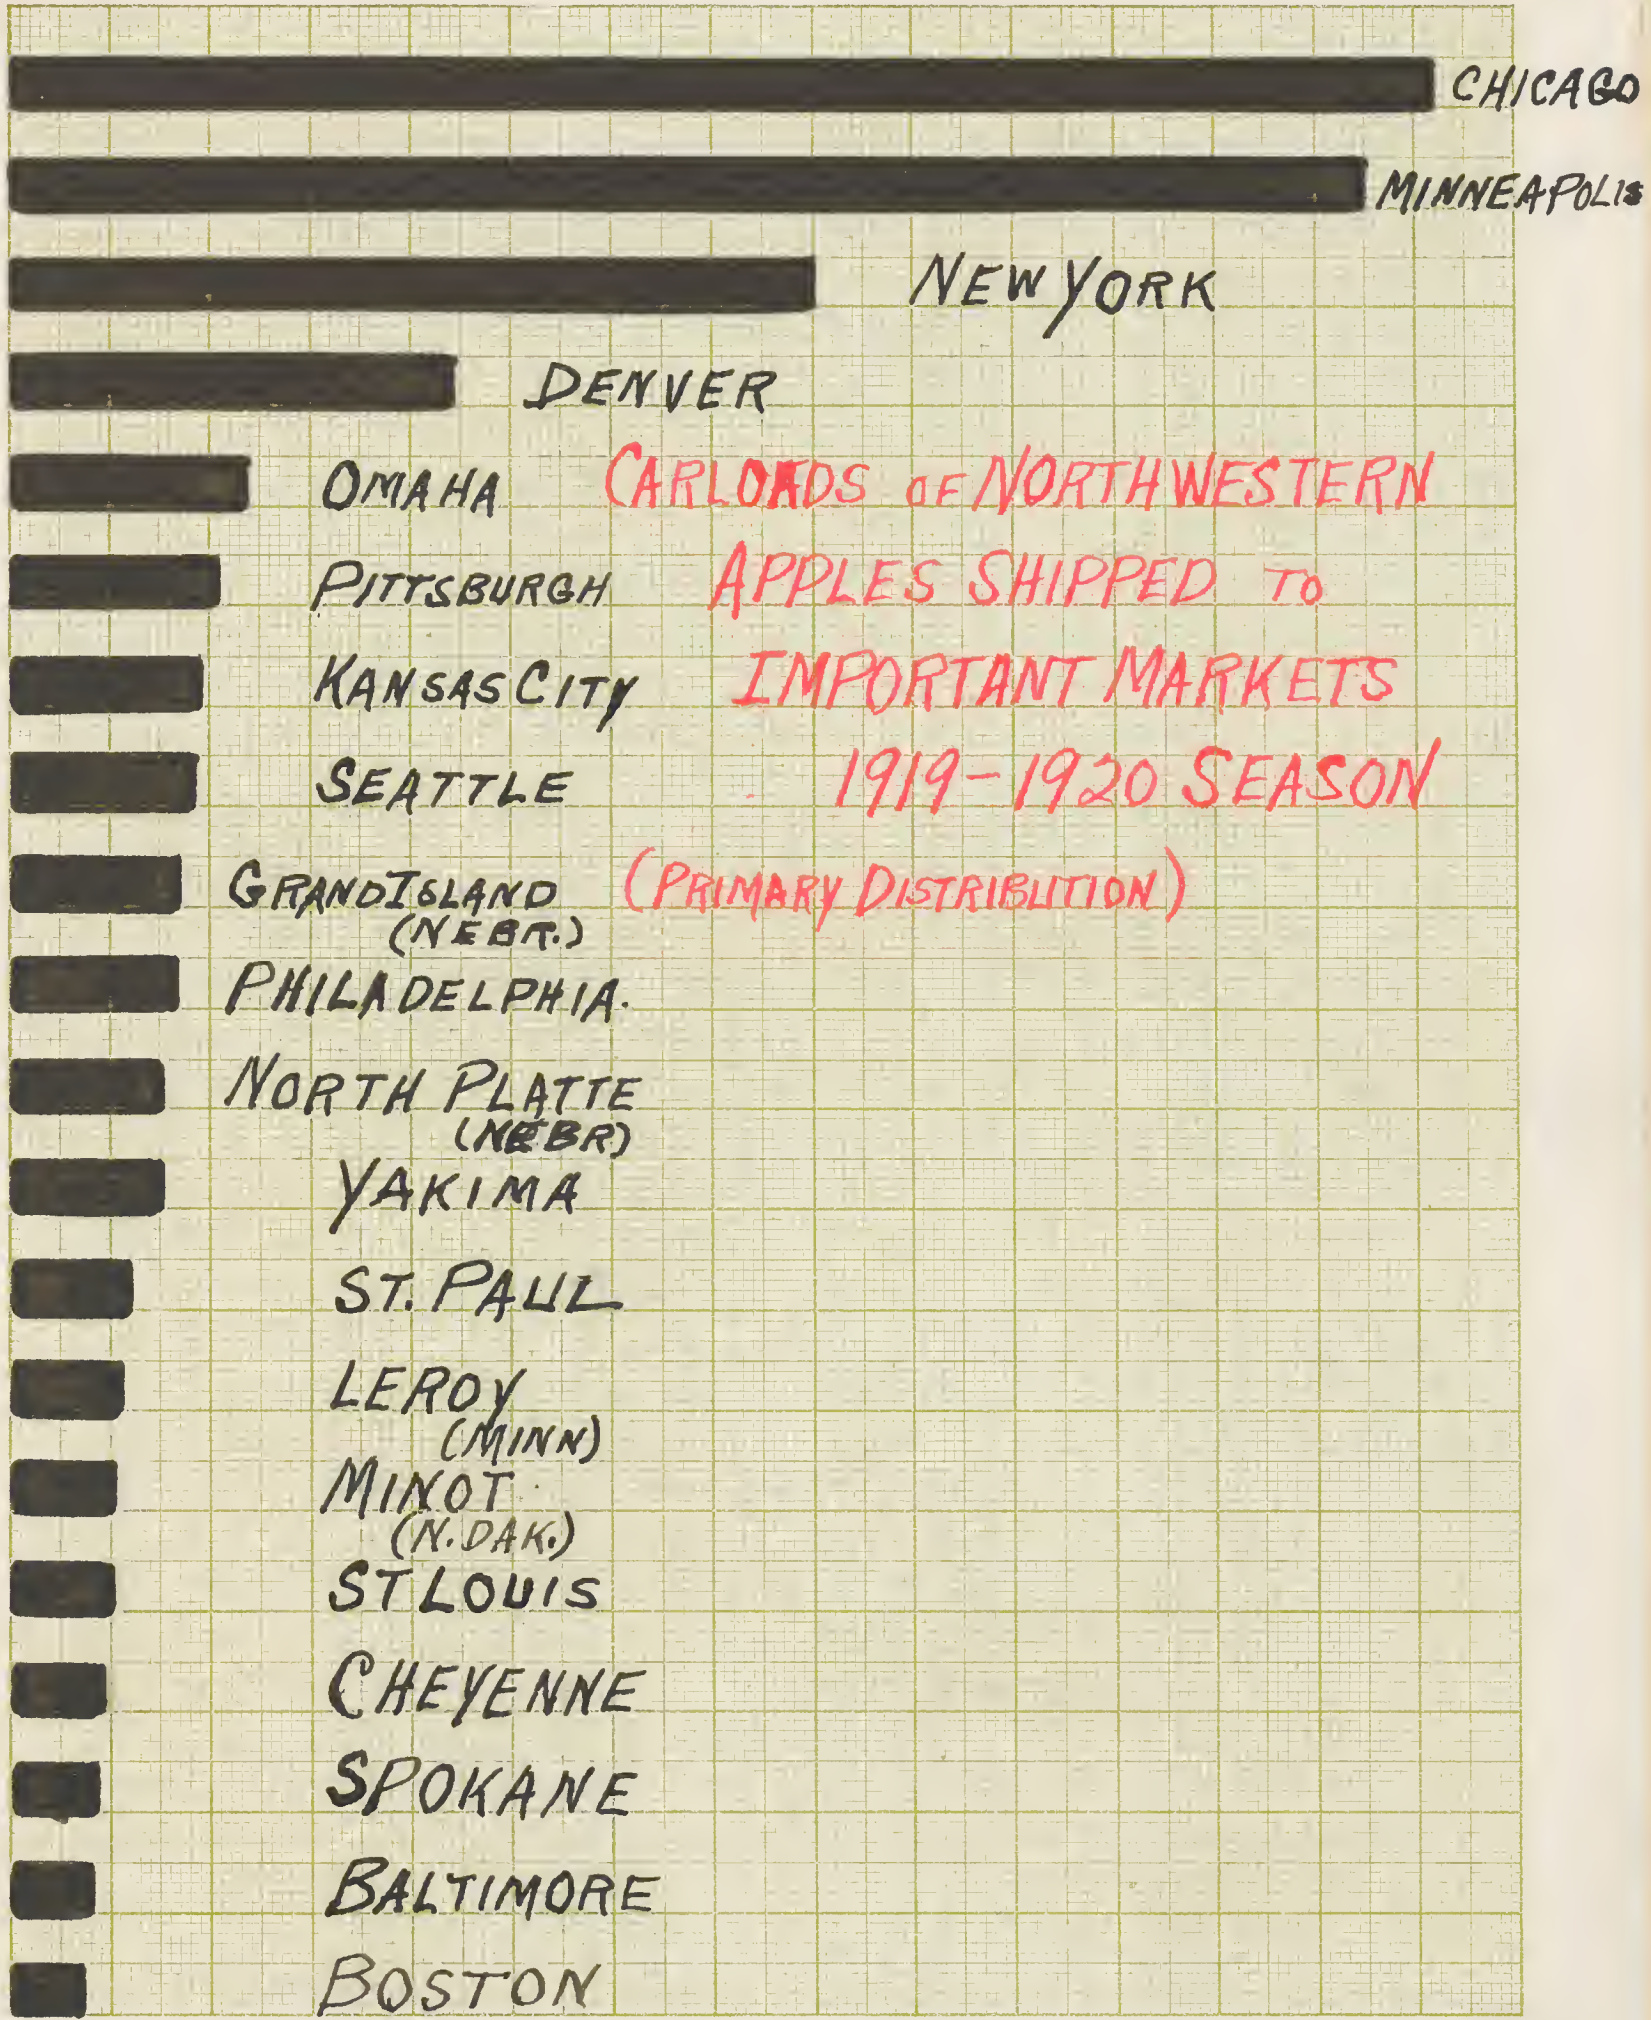 CHICAGO
MINNEAPOLIS
NEW YORK
DENVER
OMAHA
CARLOADS OF NORTHWESTERN
PITTSBURGH
APPLES SHIPPED TO
KANSAS CITY
IMPORTANT MARKETS
SEATTLE
1919-1920 SEASON
GRAND ISLAND
(NEBR.)
(PRIMARY DISTRIBUTION)
PHILADELPHIA.
NORTH PLATTE
(NEBR)
YAKIMA
ST. PAUL
LEROY
(MINN)
MINOT
(N. DAK.)
ST LOUIS
CHEYENNE
SPOKANE
BALTIMORE
BOSTON